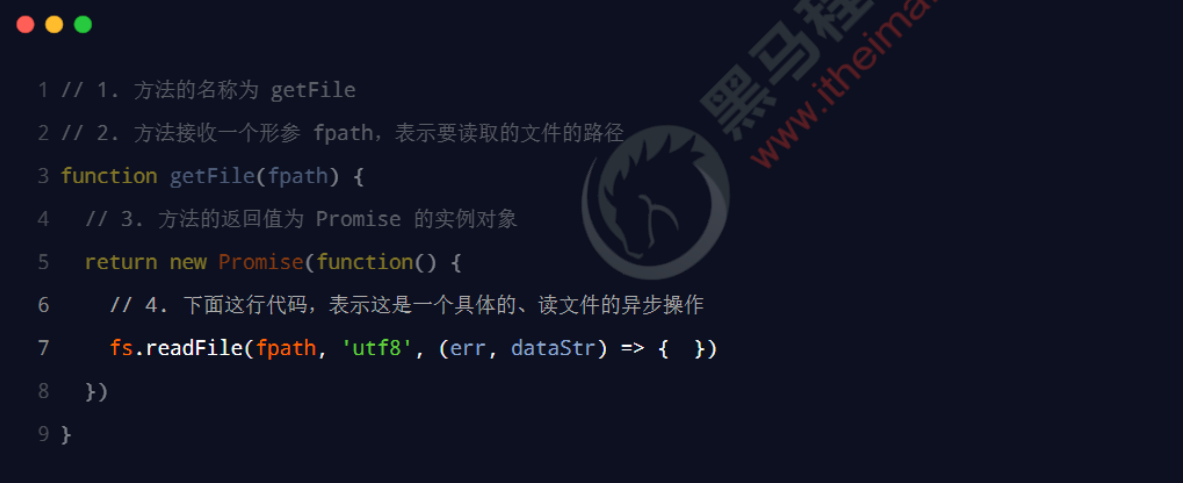 1 // 1. 方法的名称为 getFile
2 // 2. 方法接收一个形参 fpath，表示要读取的文件的路径
3 function getFile(fpath) {
4 // 3. 方法的返回值为 Promise 的实例对象
5 return new Promise(function() {
6 // 4. 下面这行代码，表示这是一个具体的、读文件的异步操作
7 fs.readFile(fpath, 'utf8', (err, dataStr) => {  })
8 })
9 }
黑马程
www.itheima